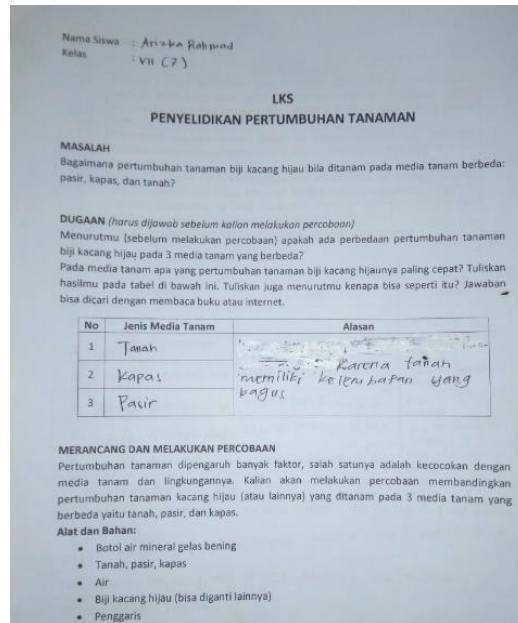 Nama Siswa : Arizka Rahmad
Kelas : VII (7)
LKS
PENYELIDIKAN PERTUMBUHAN TANAMAN
MASALAH
Bagaimana pertumbuhan tanaman biji kacang hijau bila ditanam pada media tanam berbeda:
pasir, kapas, dan tanah?
DUGAAN (harus dijawab sebelum kalian melakukan percobaan)
Menurutmu (sebelum melakukan percobaan) apakah ada perbedaan pertumbuhan tanaman
biji kacang hijau pada 3 media tanam yang berbeda?
Pada media tanam apa yang pertumbuhan tanaman biji kacang hijaunya paling cepat? Tuliskan
hasilmu pada tabel di bawah ini. Tuliskan juga menurutmu kenapa bisa seperti itu? Jawaban
bisa dicari dengan membaca buku atau internet.
No Jenis Media Tanam Alasan
1 Tanah
Karena tanah
2 Kapas memiliki kelembapan yang
bagus
3 Pasir
MERANCANG DAN MELAKUKAN PERCOBAAN
Pertumbuhan tanaman dipengaruh banyak faktor, salah satunya adalah kecocokan dengan
media tanam dan lingkungannya. Kalian akan melakukan percobaan membandingkan
pertumbuhan tanaman kacang hijau (atau lainnya) yang ditanam pada 3 media tanam yang
berbeda yaitu tanah, pasir, dan kapas.
Alat dan Bahan:
• Botol air mineral gelas bening
• Tanah, pasir, kapas
• Air
• Biji kacang hijau (bisa diganti lainnya)
• Penggaris